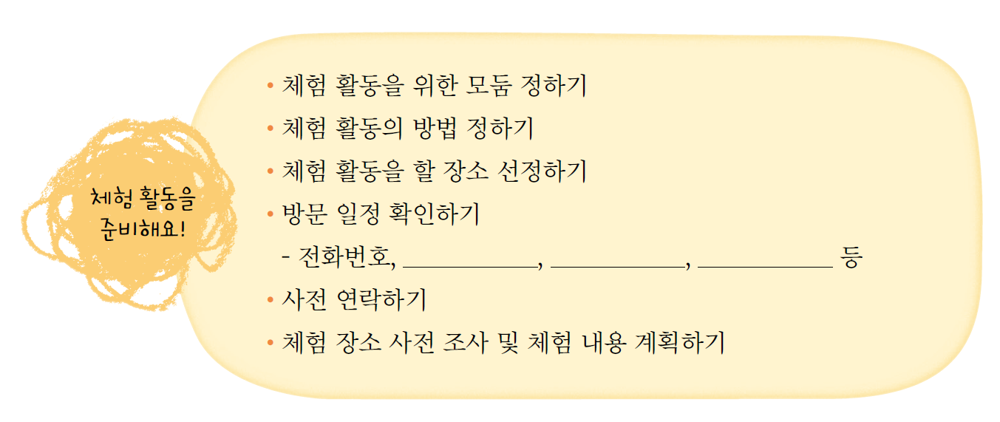 체험 활동을
준비해요!
• 체험 활동을 위한 모둠 정하기
• 체험 활동의 방법 정하기
• 체험 활동을 할 장소 선정하기
• 방문 일정 확인하기
- 전화번호, __________, __________, __________ 등
• 사전 연락하기
• 체험 장소 사전 조사 및 체험 내용 계획하기